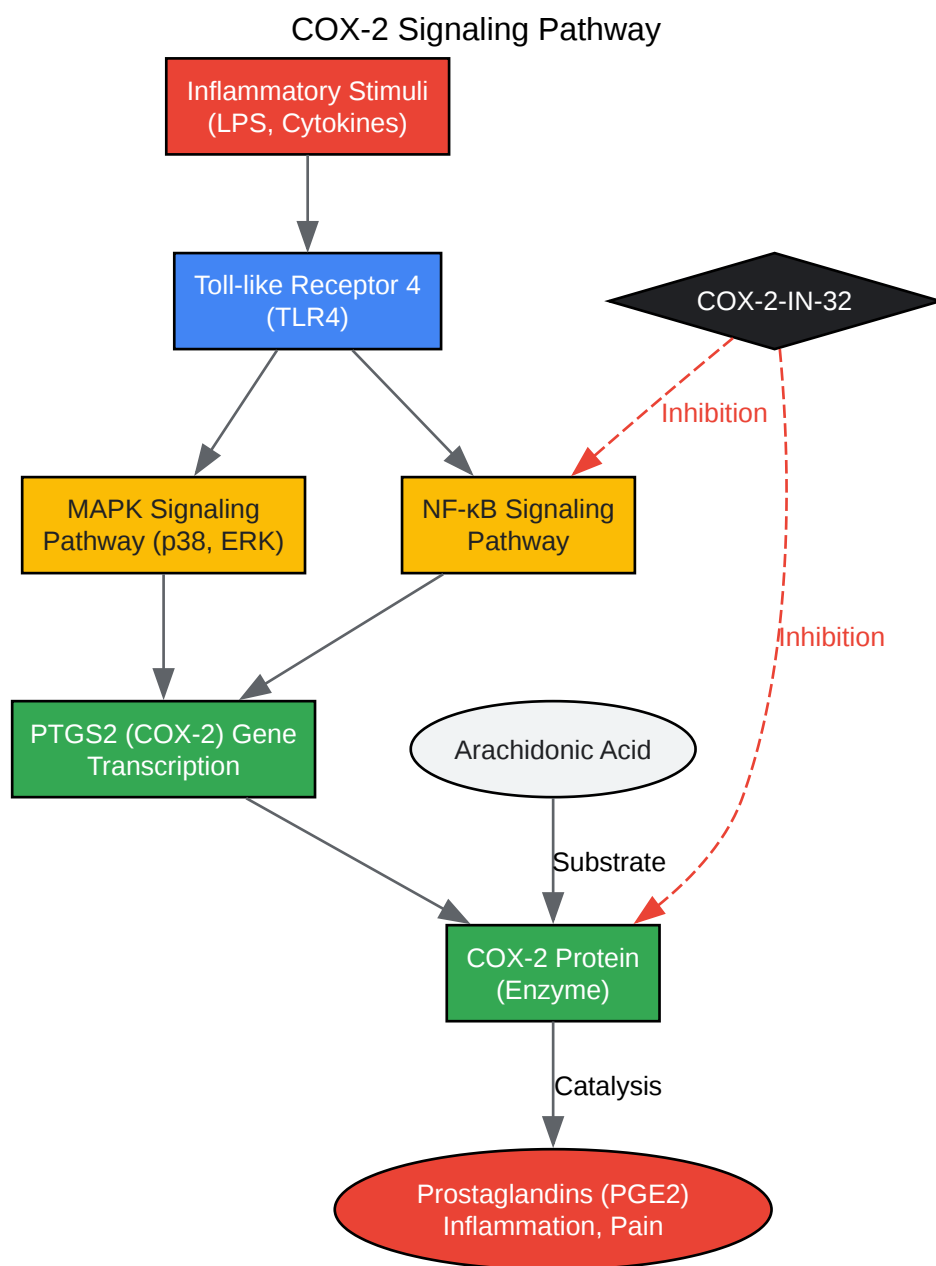 COX-2 Signaling Pathway
Inflammatory Stimuli
(LPS, Cytokines)
Toll-like Receptor 4
(TLR4)
COX-2-IN-32
Inhibition
MAPK Signaling
Pathway (p38, ERK)
NF-κB Signaling
Pathway
Inhibition
PTGS2 (COX-2) Gene
Transcription
Arachidonic Acid
Substrate
COX-2 Protein
(Enzyme)
Catalysis
Prostaglandins (PGE2)
Inflammation, Pain